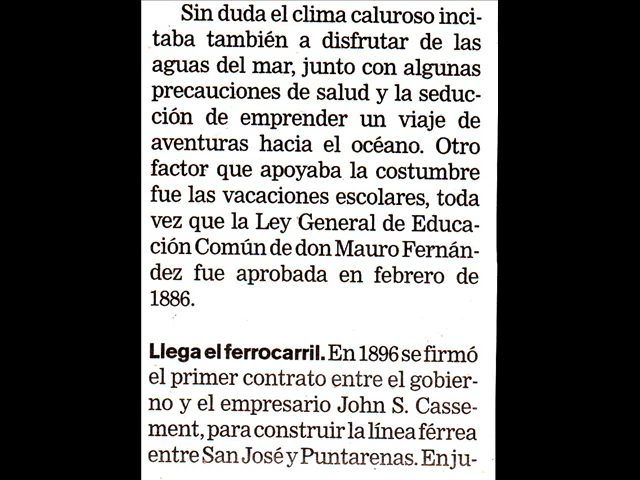 Sin duda el clima caluroso inci-
taba también a disfrutar de las
aguas del mar, junto con algunas
precauciones de salud y la seduc-
ción de emprender un viaje de
aventuras hacia el océano. Otro
factor que apoyaba la costumbre
fue las vacaciones escolares, toda
vez que la Ley General de Educa-
ción Común de don Mauro Fernán-
dez fue aprobada en febrero de
1886.
Llega el ferrocarril. En 1896 se firmó
el primer contrato entre el gobier-
no y el empresario John S. Casse-
ment, para construir la línea férrea
entre San José y Puntarenas. En ju-